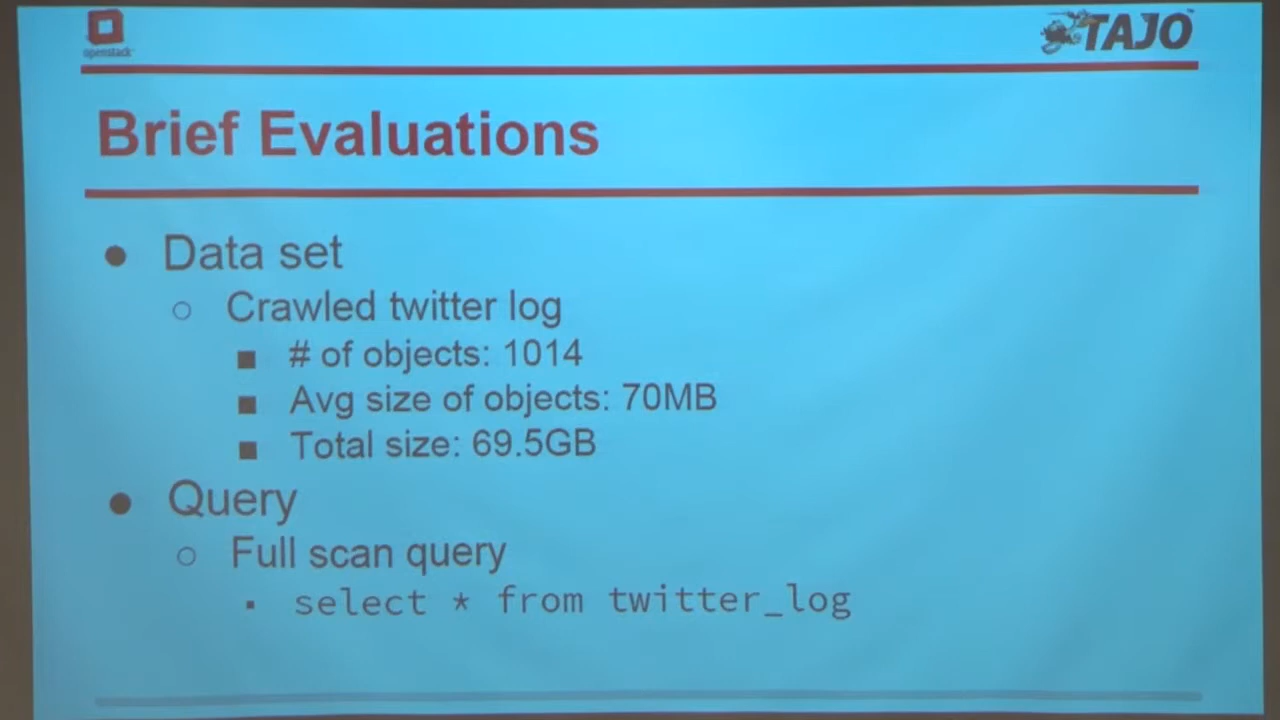 openstack
TAJO™
Brief Evaluations
● Data set
○ Crawled twitter log
■ # of objects: 1014
■ Avg size of objects: 70MB
■ Total size: 69.5GB
● Query
○ Full scan query
▪ select * from twitter_log